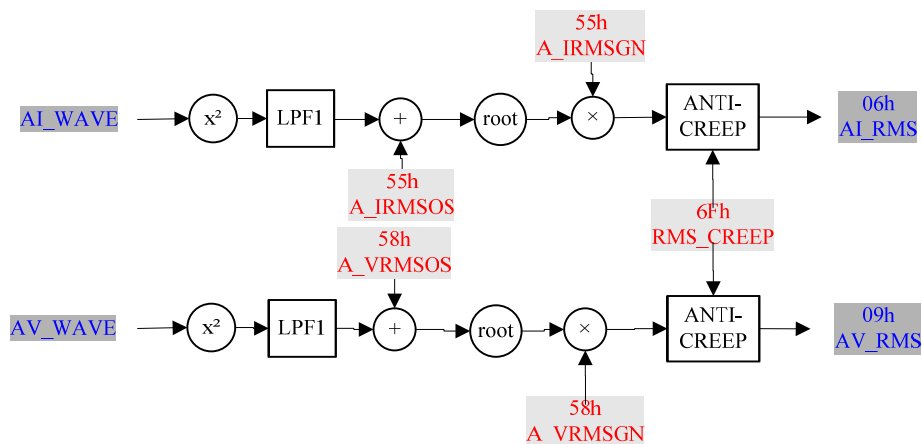 55h
A_IRMSGN
AI_WAVE
x²
LPF1
+
root
×
ANTI-
CREEP
06h
AI_RMS
55h
A_IRMSOS
6Fh
RMS_CREEP
58h
A_VRMSOS
AV_WAVE
x²
LPF1
+
root
×
ANTI-
CREEP
09h
AV_RMS
58h
A_VRMSGN